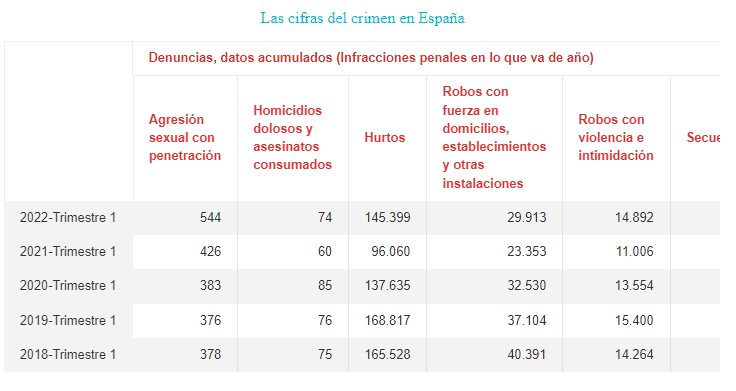 Las cifras del crimen en España
Denuncias, datos acumulados (Infracciones penales en lo que va de año)
Agresión
sexual con
penetración
Homicidios
dolosos y
asesinatos
consumados
Hurtos
Robos con
fuerza en
domicilios,
establecimientos
y otras
instalaciones
Robos con
violencia e
intimidación
Secue
2022-Trimestre 1 544 74 145.399 29.913 14.892
2021-Trimestre 1 426 60 96.060 23.353 11.006
2020-Trimestre 1 383 85 137.635 32.530 13.554
2019-Trimestre 1 376 76 168.817 37.104 15.400
2018-Trimestre 1 378 75 165.528 40.391 14.264